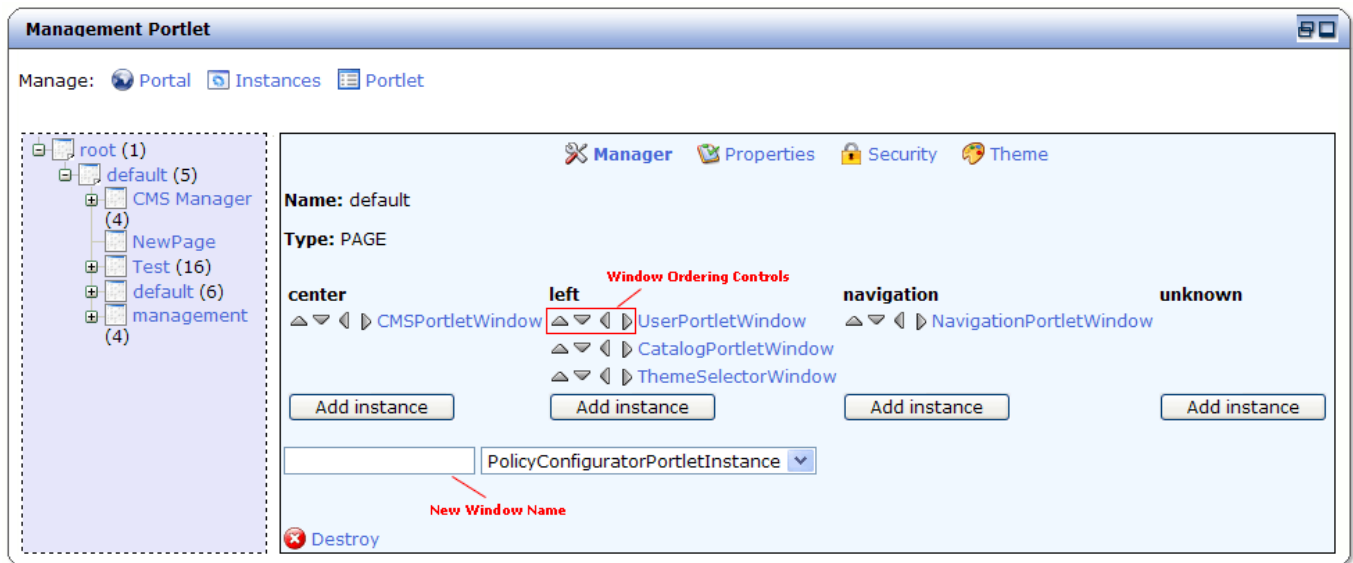 Management Portlet
Manage: Portal Instances Portlet
root (1)
default (5)
CMS Manager
(4)
NewPage
Test (16)
default (6)
management
(4)
Manager Properties Security Theme
Name: default
Type: PAGE
Window Ordering Controls
center left navigation unknown
CMSPortletWindow UserPortletWindow NavigationPortletWindow
CatalogPortletWindow
ThemeSelectorWindow
Add instance Add instance Add instance Add instance
PolicyConfiguratorPortletInstance
New Window Name
Destroy